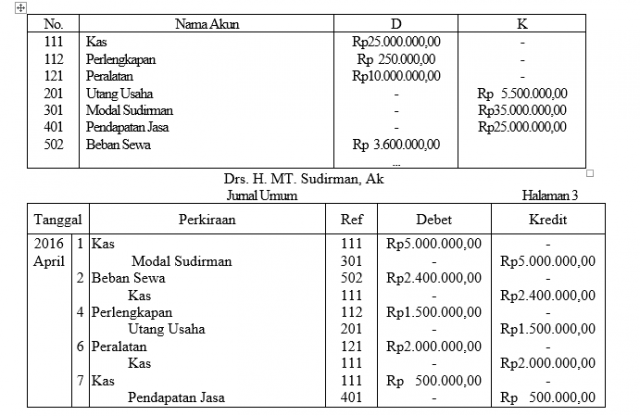 No. Nama Akun D K
111 Kas Rp25.000.000,00 -
112 Perlengkapan Rp 250.000,00 -
121 Peralatan Rp10.000.000,00 -
201 Utang Usaha - Rp 5.500.000,00
301 Modal Sudirman - Rp35.000.000,00
401 Pendapatan Jasa - Rp25.000.000,00
502 Beban Sewa Rp 3.600.000,00
...
Drs. H. MT. Sudirman, Ak
Jurnal Umum Halaman 3
Tanggal Perkiraan Ref Debet Kredit
2016 1 Kas 111 Rp5.000.000,00 -
April Modal Sudirman 301 - Rp5.000.000,00
2 Beban Sewa 502 Rp2.400.000,00 -
Kas 111 - Rp2.400.000,00
4 Perlengkapan 112 Rp1.500.000,00 -
Utang Usaha 201 - Rp1.500.000,00
6 Peralatan 121 Rp2.000.000,00 -
Kas 111 - Rp2.000.000,00
7 Kas 111 Rp 500.000,00 -
Pendapatan Jasa 401 - Rp 500.000,00